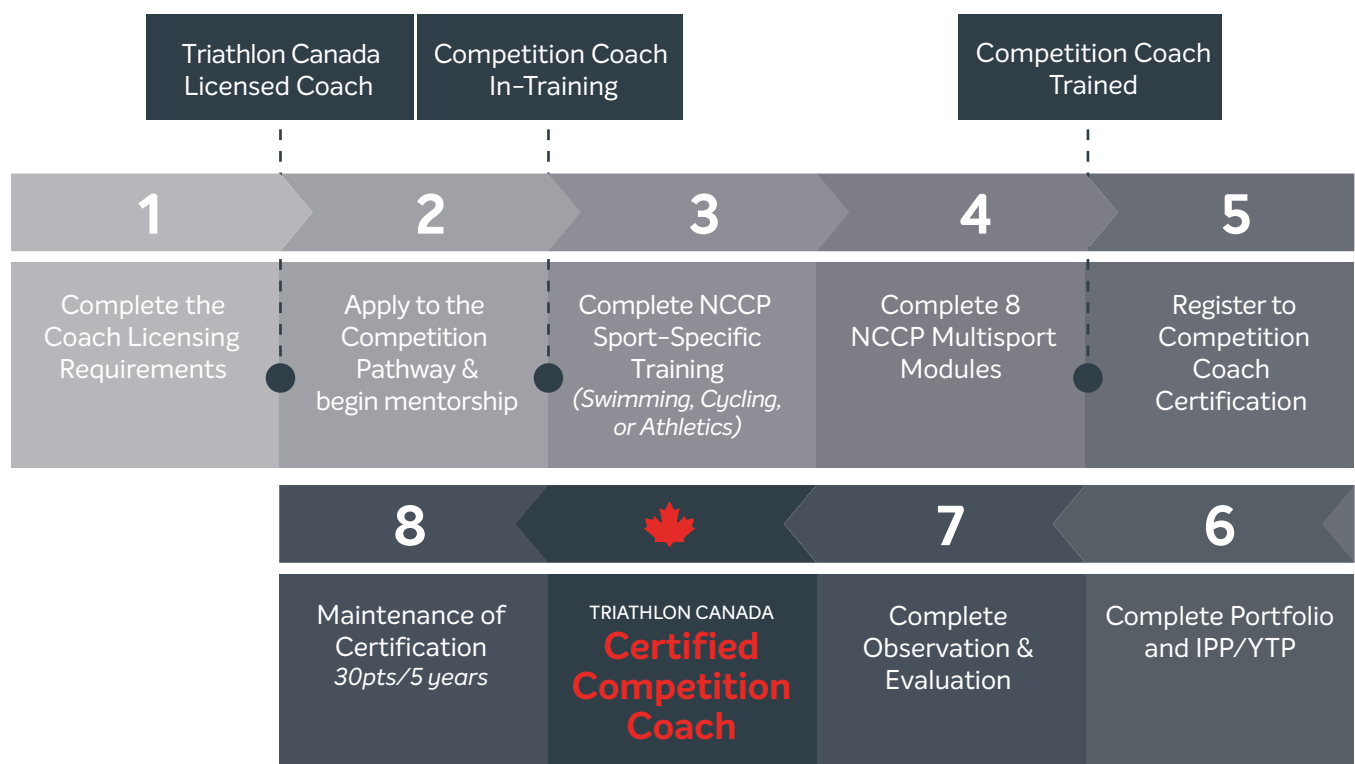 Triathlon Canada
Licensed Coach
Competition Coach
In-Training
Competition Coach
Trained
1
2
3
4
5
Complete the
Coach Licensing
Requirements
Apply to the
Competition
Pathway &
begin mentorship
Complete NCCP
Sport-Specific
Training
(Swimming, Cycling,
or Athletics)
Complete 8
NCCP Multisport
Modules
Register to
Competition
Coach
Certification
8
7
6
Maintenance of
Certification
30pts/5 years
TRIATHLON CANADA
Certified
Competition
Coach
Complete
Observation &
Evaluation
Complete Portfolio
and IPP/YTP